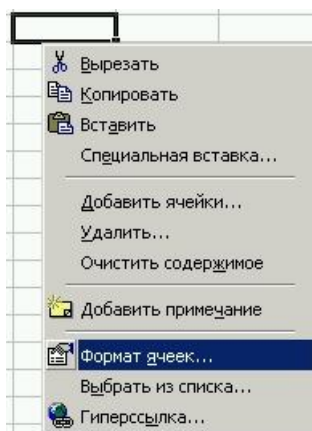 Вырезать
Копировать
Вставить
Специальная вставка...
Добавить ячейки...
Удалить...
Очистить содержимое
Добавить примечание
Формат ячеек...
Выбрать из списка...
Гиперссылка...